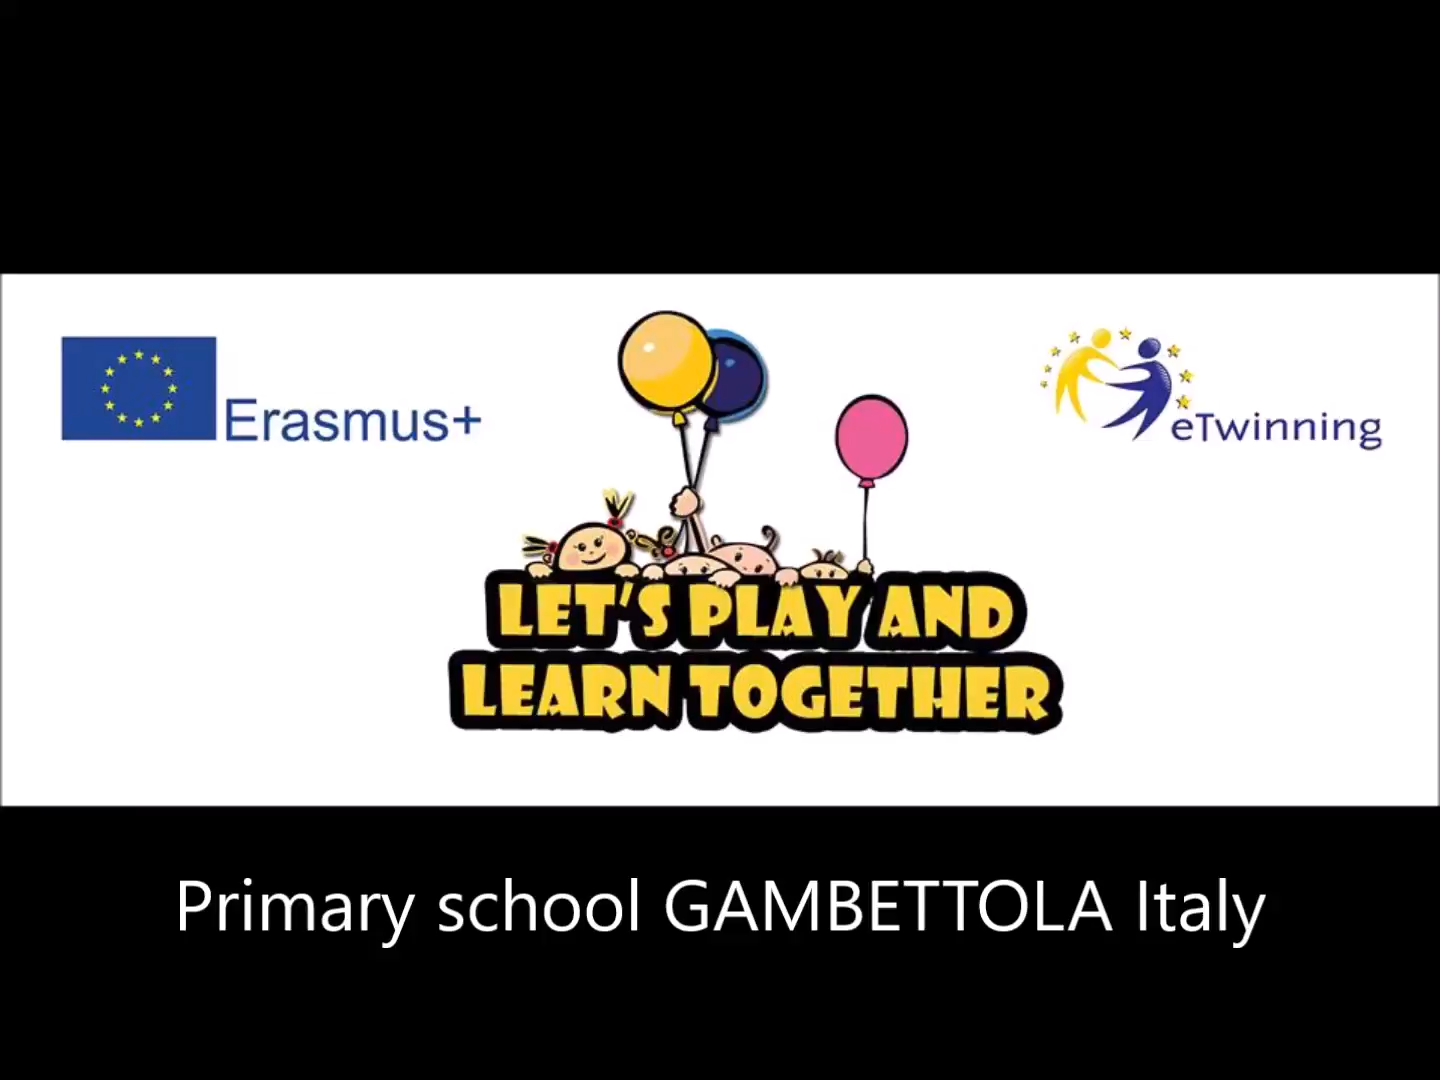 Erasmus+
eTwinning
LET'S PLAY AND
LEARN TOGETHER
Primary school GAMBETTOLA Italy